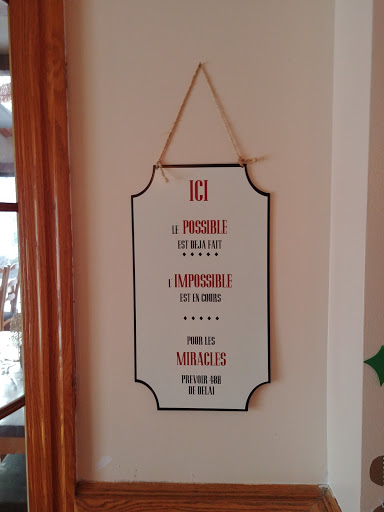 ICI
LE POSSIBLE
EST DEJA FAIT
L'IMPOSSIBLE
EST EN COURS
POUR LES
MIRACLES
PREVOIR 48H
DE DELAI